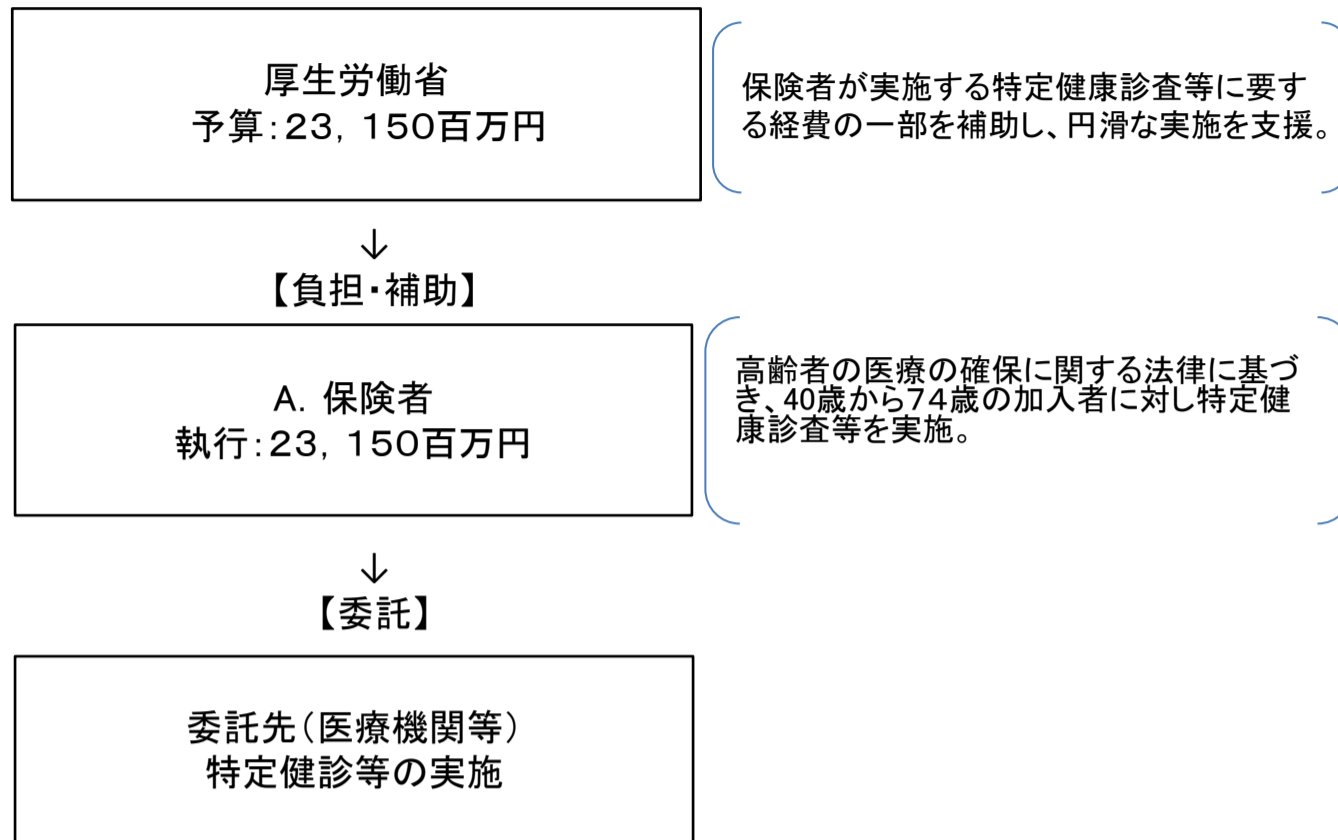 厚生労働省
予算：２３，１５０百万円
保険者が実施する特定健康診査等に要す
る経費の一部を補助し、円滑な実施を支援。
↓
【負担・補助】
A．保険者
執行：２３，１５０百万円
高齢者の医療の確保に関する法律に基づ
き、40歳から７４歳の加入者に対し特定健
康診査等を実施。
↓
【委託】
委託先（医療機関等）
特定健診等の実施